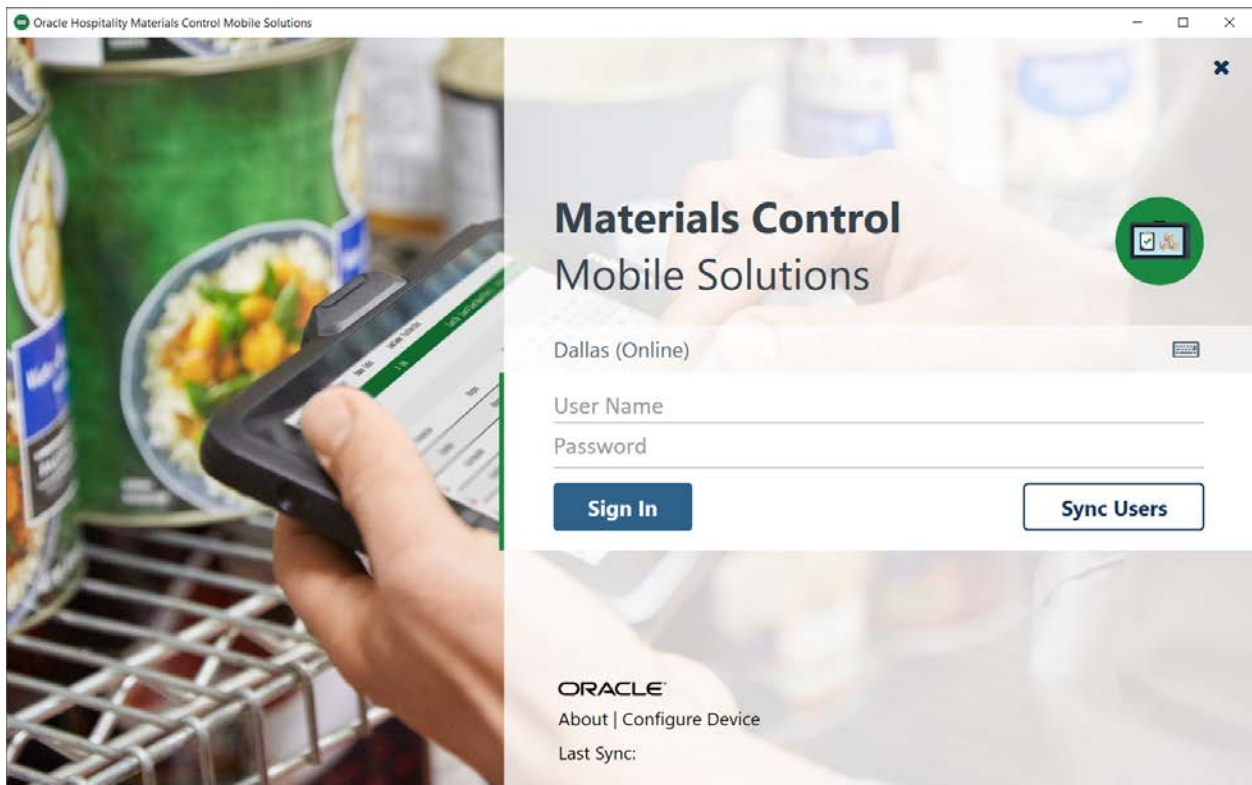 Oracle Hospitality Materials Control Mobile Solutions
Materials Control
Mobile Solutions
Dallas (Online)
User Name
Password
Sign In
Sync Users
ORACLE
About | Configure Device
Last Sync: